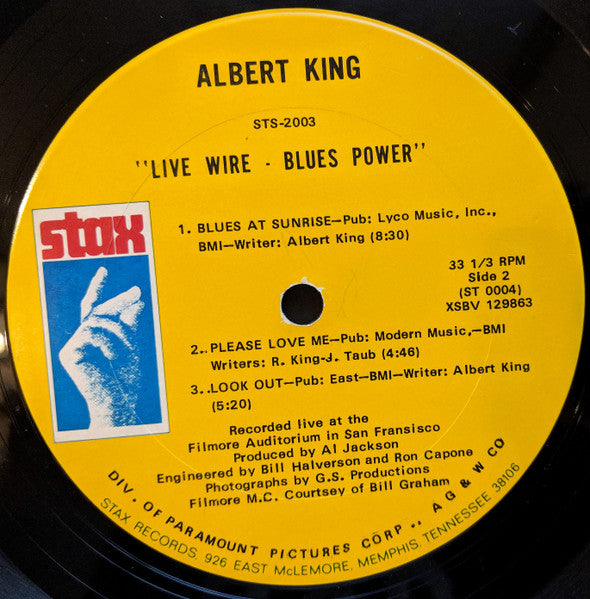 ALBERT KING
STS-2003
"LIVE WIRE - BLUES POWER"
stax
1. BLUES AT SUNRISE—Pub: Lyco Music, Inc.,
BMI—Writer: Albert King (8:30)
33 1/3 RPM
Side 2
(ST 0004)
XSBV 129863
2.. PLEASE LOVE ME—Pub: Modern Music,—BMI
Writers: R. King-J. Taub (4:46)
3.. LOOK OUT—Pub: East—BMI—Writer: Albert King
(5:20)
Recorded live at the
Filmore Auditorium in San Fransisco
Produced by Al Jackson
Engineered by Bill Halverson and Ron Capone
Photographs by G.S. Productions
Filmore M.C. Courtsey of Bill Graham
DIV. OF PARAMOUNT PICTURES CORP., A G & W CO
STAX RECORDS, 926 EAST McLEMORE, MEMPHIS, TENNESSEE 38106